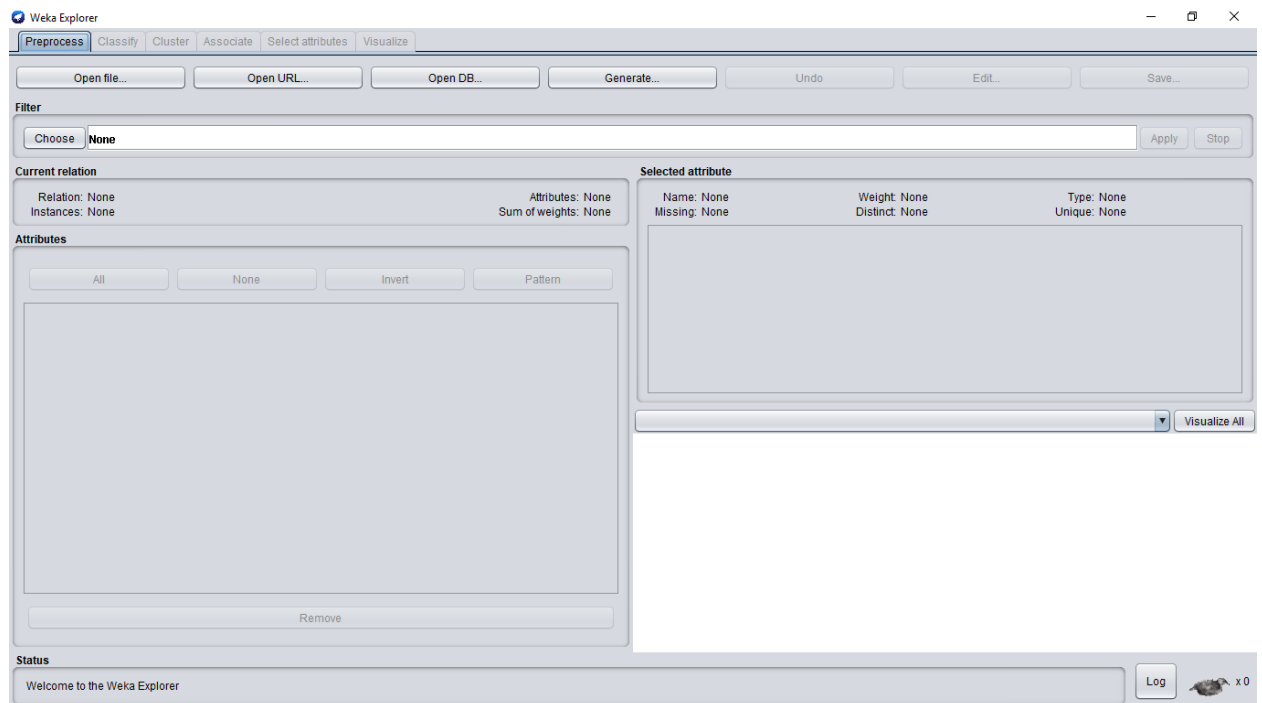 Weka Explorer
Preprocess Classify Cluster Associate Select attributes Visualize
Open file... Open URL... Open DB... Generate... Undo Edit... Save...
Filter
Choose None Apply Stop
Current relation
Relation: None Attributes: None
Instances: None Sum of weights: None
Attributes
All None Invert Pattern
Remove
Selected attribute
Name: None Weight: None Type: None
Missing: None Distinct: None Unique: None
Visualize All
Status
Welcome to the Weka Explorer
Log x 0